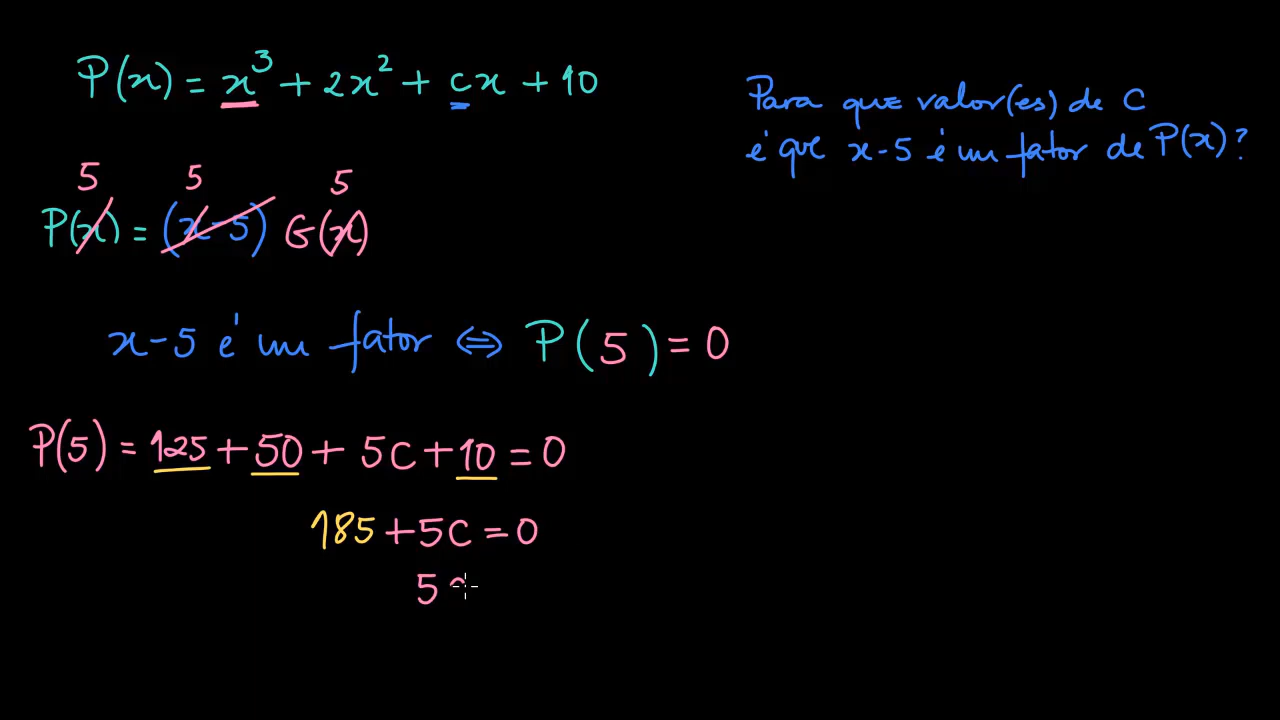 P(x) = x³ + 2x² + cx + 10
Para que valor(es) de C
é que x-5 é um fator de P(x)?
5 5 5
P(x) = (x-5) G(x)
x-5 é um fator ⇔ P(5) = 0
P(5) = 125 + 50 + 5C + 10 = 0
185 + 5C = 0
5